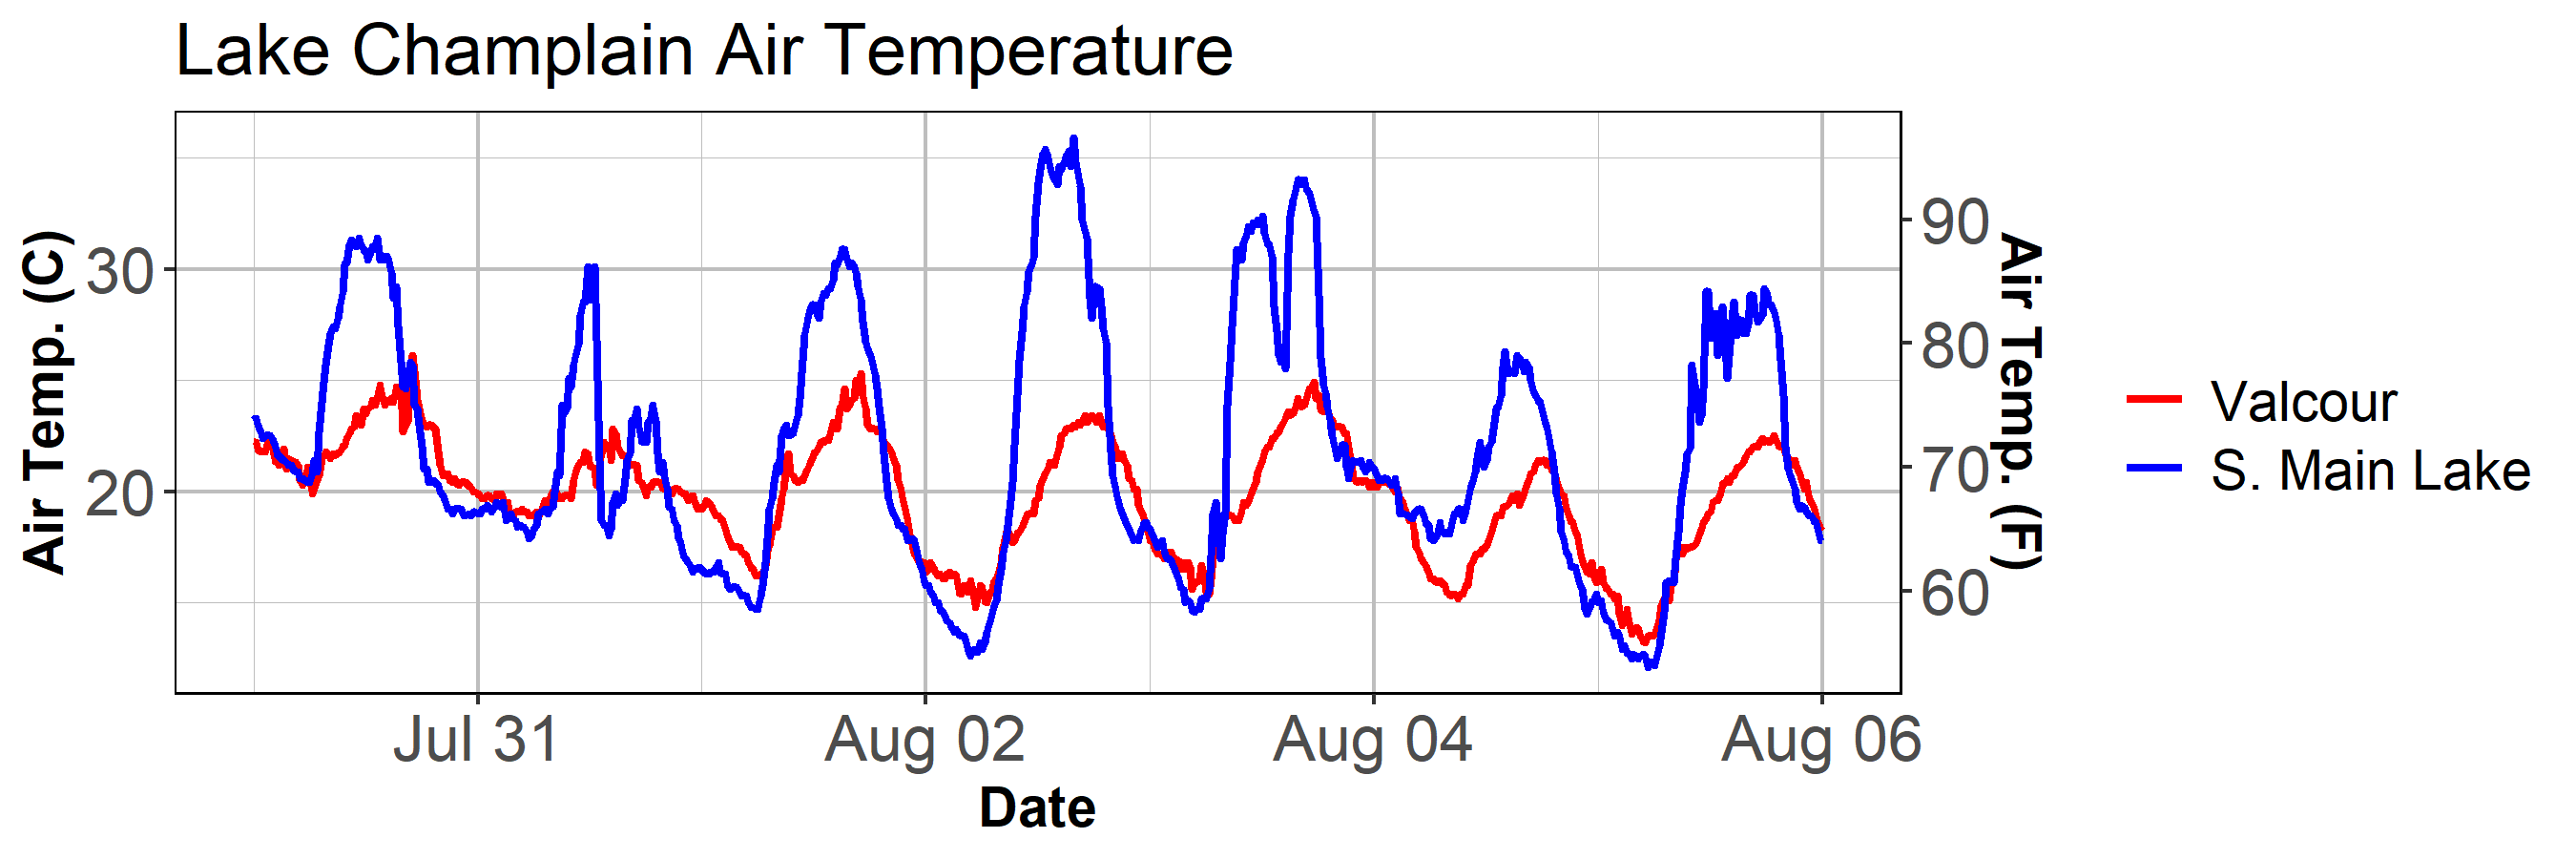 Lake Champlain Air Temperature
Air Temp. (C)
30
20
90
80
70
60
Air Temp. (F)
Jul 31
Aug 02
Aug 04
Aug 06
Date
Valcour
S. Main Lake